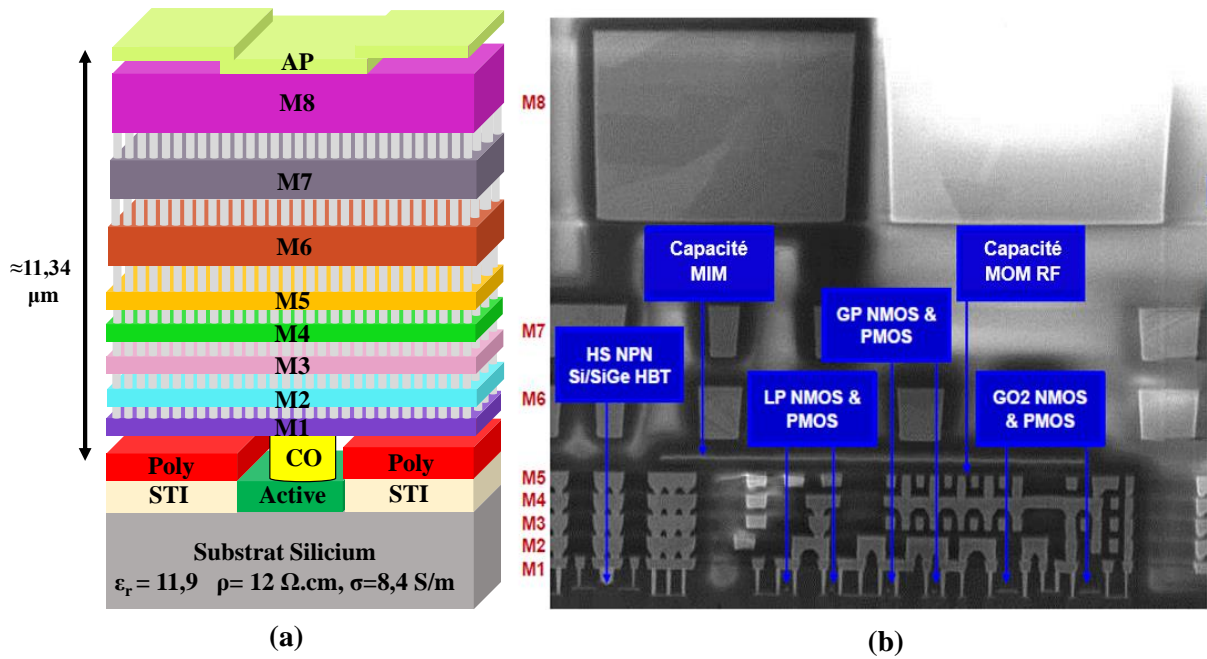 AP
M8
M7
M6
M5
M4
M3
M2
M1
≈11,34
μm
Poly
CO
Poly
STI
Active
STI
Substrat Silicium
εr = 11,9 ρ= 12 Ω.cm, σ=8,4 S/m
(a)
M8
Capacité
MIM
Capacité
MOM RF
M7
GP NMOS &
PMOS
HS NPN
Si/SiGe HBT
M6
LP NMOS &
PMOS
GO2 NMOS
& PMOS
M5
M4
M3
M2
M1
(b)